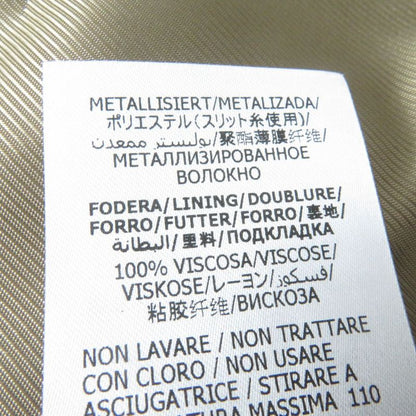 METALLISIERT/METALIZADA/
ポリエステル(スリット糸使用)/
بوليستر ممعدن/聚酯薄膜纤维/
МЕТАЛЛИЗИРОВАННОЕ
ВОЛОКНО
FODERA/LINING/DOUBLURE/
FORRO/FUTTER/FORRO/裏地/
البطانة/里料/ПОДКЛАДКА
100% VISCOSA/VISCOSE/
VISKOSE/レーヨン/فسكوز/
粘胶纤维/ВИСКОЗА
NON LAVARE / NON TRATTARE
CON CLORO / NON USARE
ASCIUGATRICE / STIRARE A
MASSIMA 110